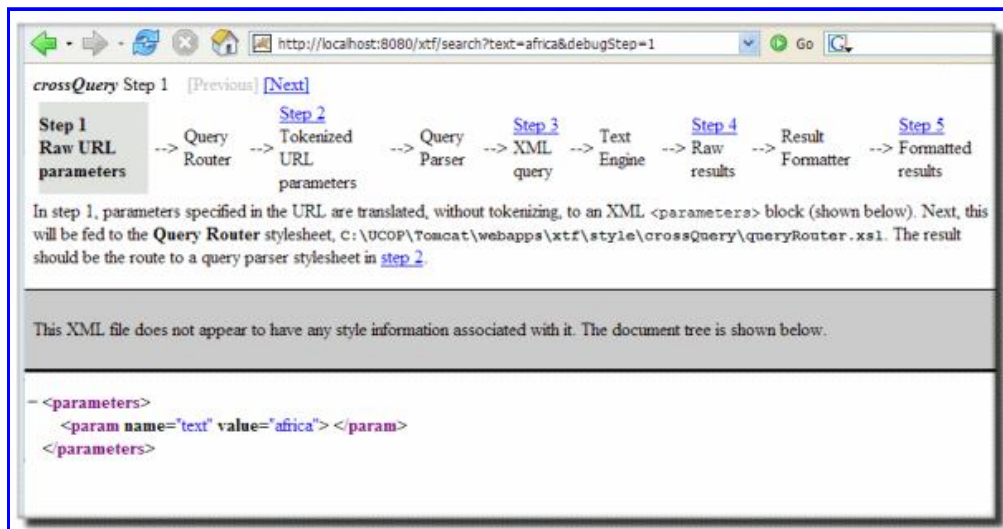 http://localhost:8080/xtf/search?text=africa&debugStep=1 Go
crossQuery Step 1 [Previous] [Next]
Step 1
Raw URL
parameters
-->
Query
Router
-->
Step 2
Tokenized
URL
parameters
-->
Query
Parser
-->
Step 3
XML
query
-->
Text
Engine
-->
Step 4
Raw
results
-->
Result
Formatter
-->
Step 5
Formatted
results
In step 1, parameters specified in the URL are translated, without tokenizing, to an XML <parameters> block (shown below). Next, this
will be fed to the Query Router stylesheet, C:\UCOP\Tomcat\webapps\xtf\style\crossQuery\queryRouter.xsl. The result
should be the route to a query parser stylesheet in step 2.
This XML file does not appear to have any style information associated with it. The document tree is shown below.
− <parameters>
<param name="text" value="africa"> </param>
</parameters>